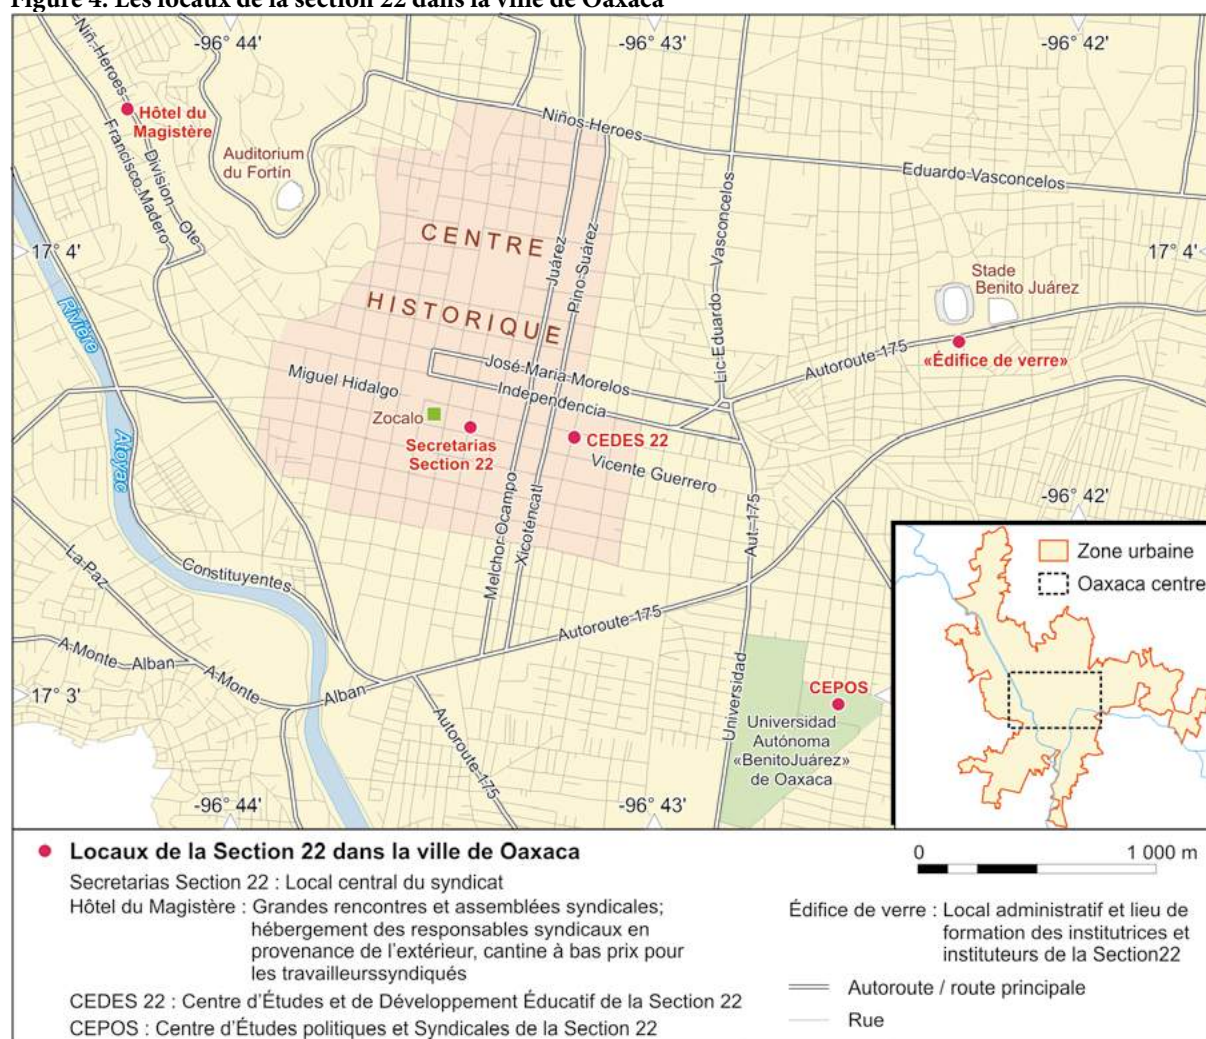 Figure 4. Les locaux de la section 22 dans la ville de Oaxaca
-96° 44'
-96° 43'
-96° 42'
Niñ. Heroes
Division Ote
Francisco-Madero
Hôtel du
Magistère
Auditorium
du Fortín
Niños-Heroes
Eduardo-Vasconcelos
Lic Eduardo Vasconcelos
17° 4'
17° 4'
CENTRE
HISTORIQUE
Juárez
Pino-Suárez
Stade
Benito Juárez
«Édifice de verre»
Autoroute-175
Rivière
Atoyac
José-Maria-Morelos
Independencia
Miguel Hidalgo
Zocalo
Secretarias
Section 22
CEDES 22
Vicente Guerrero
Melchor-Ocampo
Xicoténcatl
Aut. 175
-96° 42'
La-Paz
Constituyentes
Autoroute-175
A-Monte-Alban
A-Monte
Alban
17° 3'
Autoroute-175
Universidad
CEPOS
Universidad
Autónoma
«BenitoJuárez»
de Oaxaca
Zone urbaine
Oaxaca centre
-96° 44'
-96° 43'
Locaux de la Section 22 dans la ville de Oaxaca
Secretarias Section 22 : Local central du syndicat
Hôtel du Magistère : Grandes rencontres et assemblées syndicales;
hébergement des responsables syndicaux en
provenance de l'extérieur, cantine à bas prix pour
les travailleurssyndiqués
CEDES 22 : Centre d'Études et de Développement Éducatif de la Section 22
CEPOS : Centre d'Études politiques et Syndicales de la Section 22
0 1 000 m
Édifice de verre : Local administratif et lieu de
formation des institutrices et
instituteurs de la Section22
Autoroute / route principale
Rue